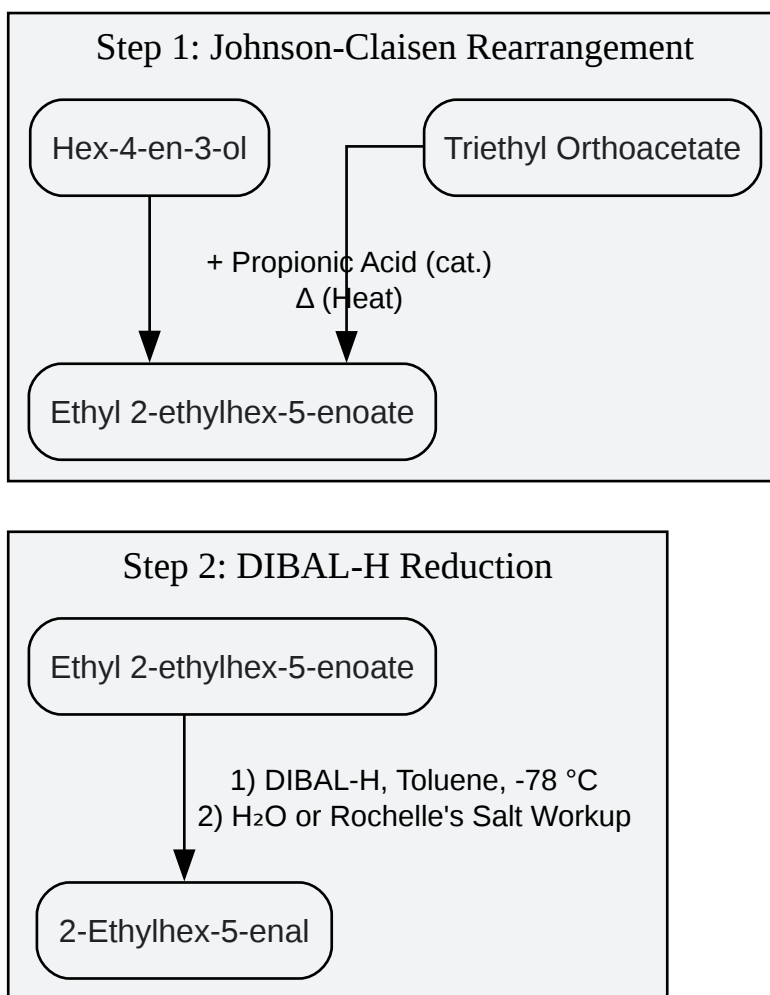 Step 1: Johnson-Claisen Rearrangement
Hex-4-en-3-ol
Triethyl Orthoacetate
+ Propionic Acid (cat.)
Δ (Heat)
Ethyl 2-ethylhex-5-enoate
Step 2: DIBAL-H Reduction
Ethyl 2-ethylhex-5-enoate
1) DIBAL-H, Toluene, -78 °C
2) H₂O or Rochelle's Salt Workup
2-Ethylhex-5-enal